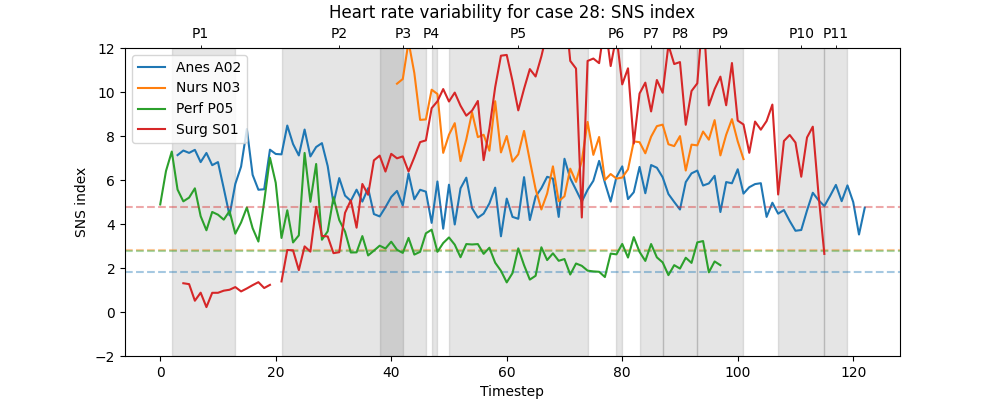 Heart rate variability for case 28: SNS index
P1 P2 P3 P4 P5 P6 P7 P8 P9 P10 P11
12
10
8
6
4
2
0
−2
SNS index
Anes A02
Nurs N03
Perf P05
Surg S01
0 20 40 60 80 100 120
Timestep